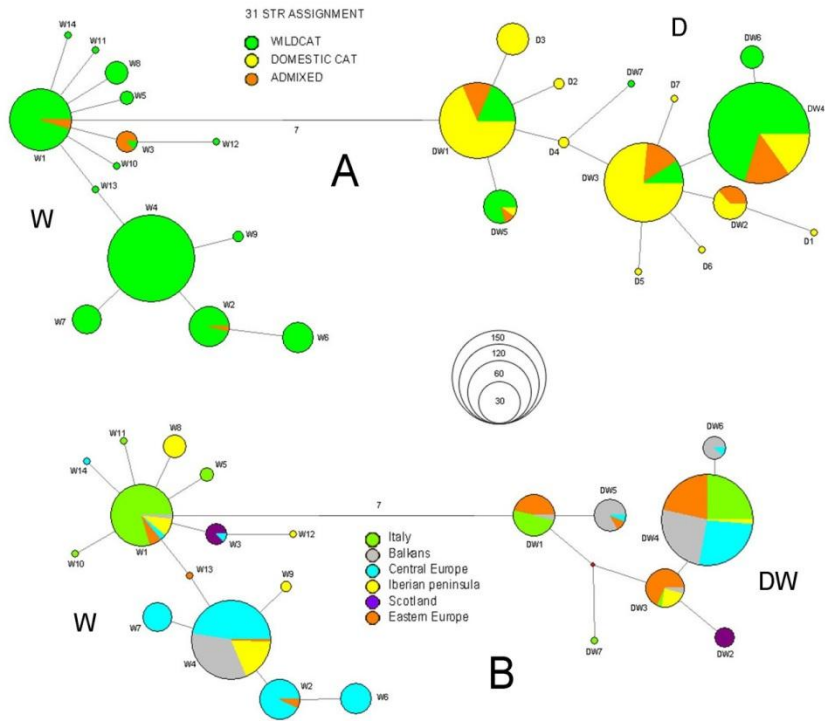 31 STR ASSIGNMENT
WILDCAT
DOMESTIC CAT
ADMIXED
W14
W11
W8
W5
W1
W3
W12
W10
W13
7
A
W
W4
W9
W7
W2
W6
D
D3
D2
DW7
D7
DW6
DW4
DW1
D4
DW3
DW5
DW2
D1
D6
D5
150
120
60
30
B
W11
W8
W14
W5
W1
W3
W12
W10
W13
7
W
W9
W7
W4
W2
W6
Italy
Balkans
Central Europe
Iberian peninsula
Scotland
Eastern Europe
DW6
DW5
DW4
DW1
DW
DW3
DW7
DW2